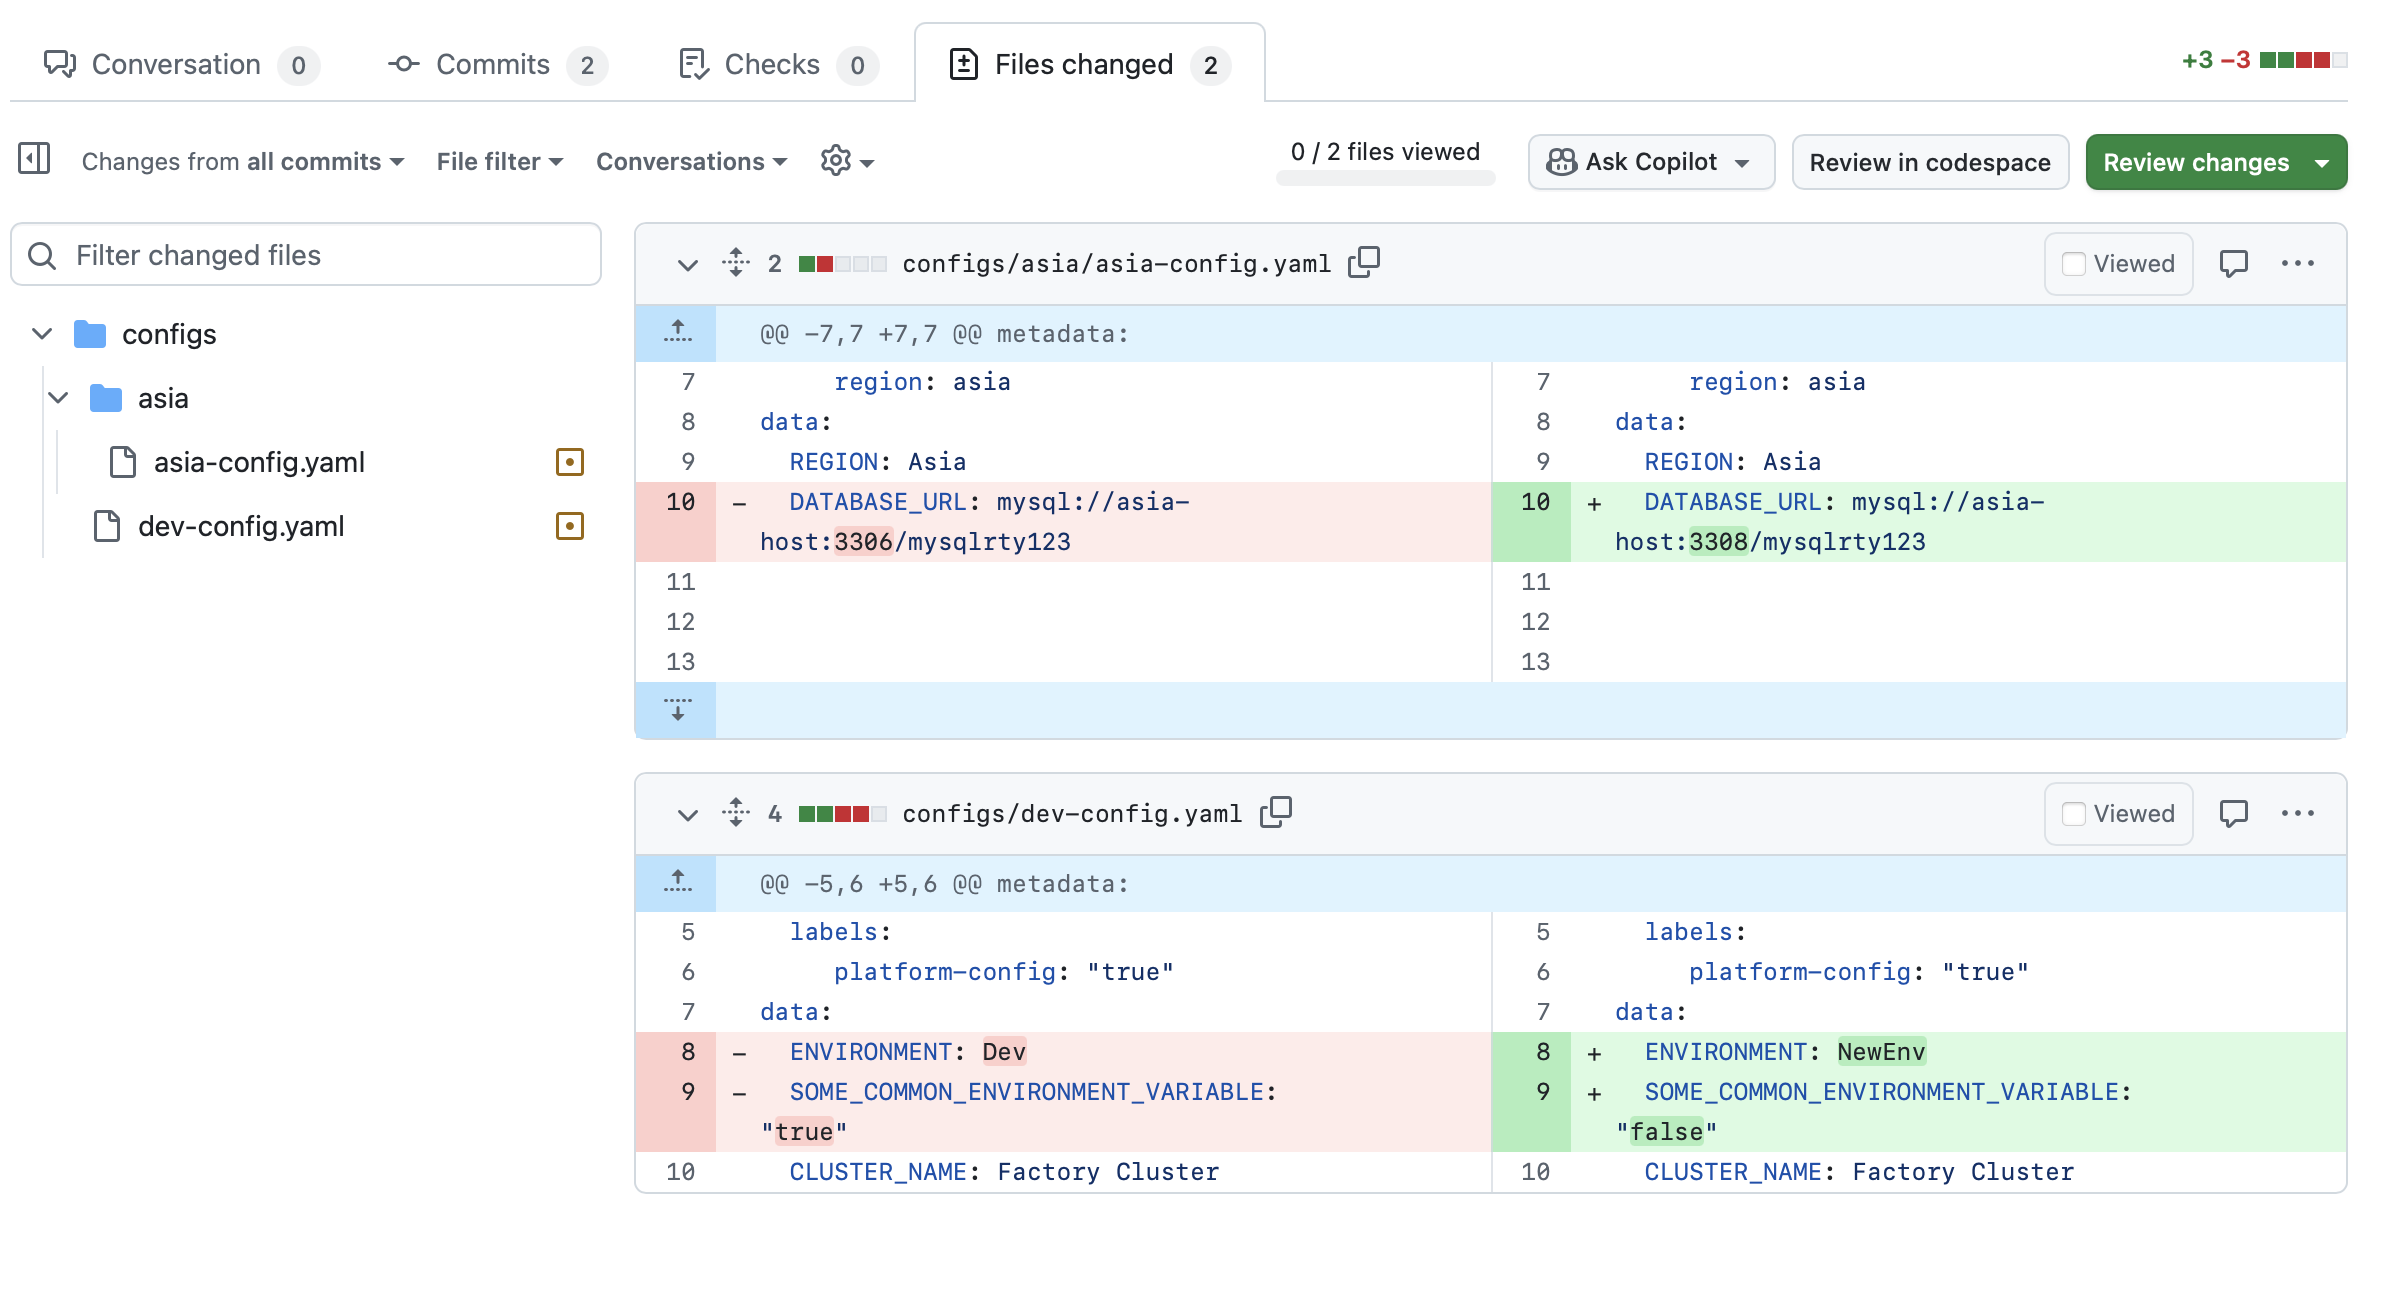 Conversation 0 Commits 2 Checks 0 Files changed 2 +3 −3
Changes from all commits File filter Conversations 0 / 2 files viewed Ask Copilot Review in codespace Review changes
Filter changed files
configs
asia
asia-config.yaml
dev-config.yaml
2 configs/asia/asia-config.yaml Viewed
@@ -7,7 +7,7 @@ metadata:
7 region: asia 7 region: asia
8 data: 8 data:
9 REGION: Asia 9 REGION: Asia
10 - DATABASE_URL: mysql://asia- 10 + DATABASE_URL: mysql://asia-
host:3306/mysqlrty123 host:3308/mysqlrty123
11 11
12 12
13 13
4 configs/dev-config.yaml Viewed
@@ -5,6 +5,6 @@ metadata:
5 labels: 5 labels:
6 platform-config: "true" 6 platform-config: "true"
7 data: 7 data:
8 - ENVIRONMENT: Dev 8 + ENVIRONMENT: NewEnv
9 - SOME_COMMON_ENVIRONMENT_VARIABLE: 9 + SOME_COMMON_ENVIRONMENT_VARIABLE:
"true" "false"
10 CLUSTER_NAME: Factory Cluster 10 CLUSTER_NAME: Factory Cluster